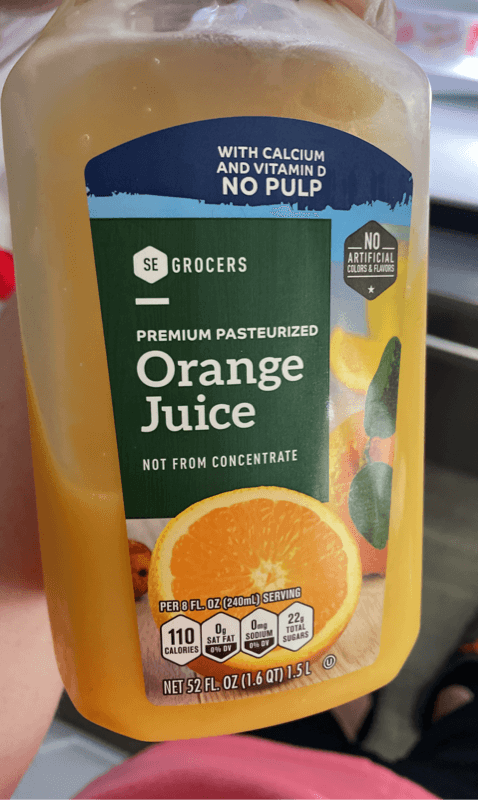 WITH CALCIUM
AND VITAMIN D
NO PULP
SE GROCERS
NO
ARTIFICIAL
COLORS & FLAVORS
PREMIUM PASTEURIZED
Orange
Juice
NOT FROM CONCENTRATE
PER 8 FL. OZ (240mL) SERVING
110
CALORIES
0g
SAT FAT
0% DV
0mg
SODIUM
0% DV
22g
TOTAL
SUGARS
NET 52 FL. OZ (1.6 QT) 1.5 L
U